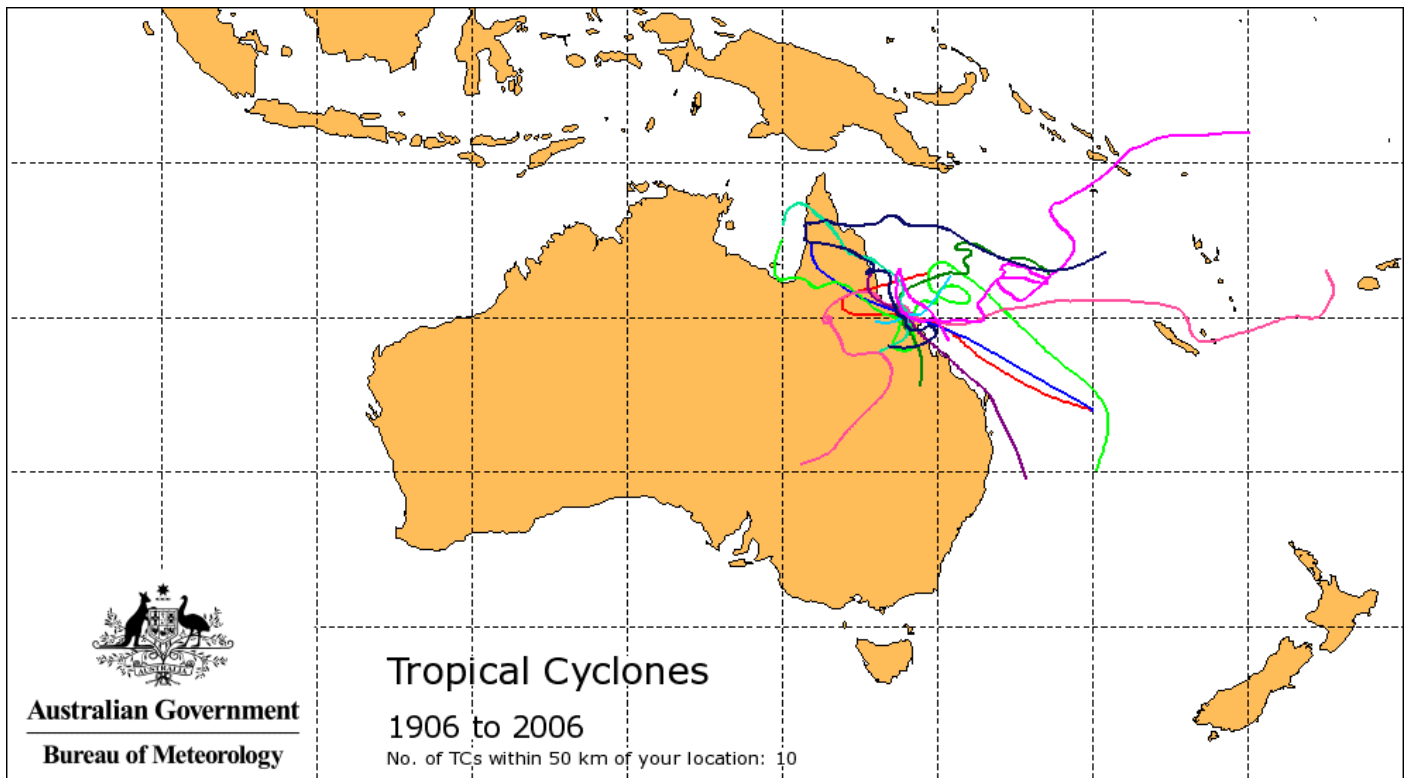 AUSTRALIA
Australian Government
Bureau of Meteorology
Tropical Cyclones
1906 to 2006
No. of TCs within 50 km of your location: 10